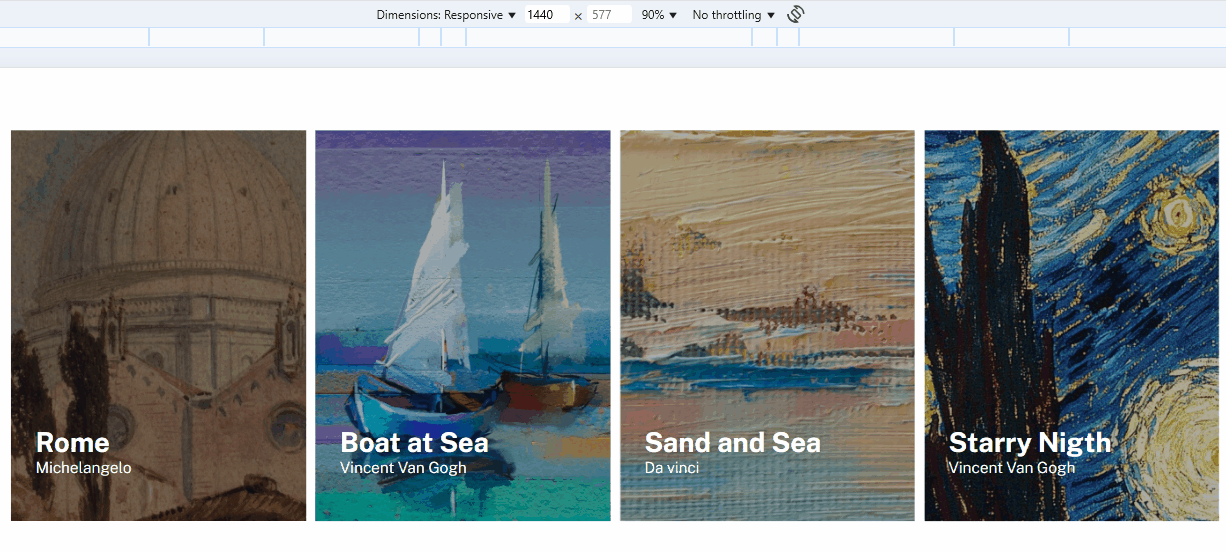 Dimensions: Responsive ▼ 1440 × 577 90% ▼ No throttling ▼
Rome
Michelangelo
Boat at Sea
Vincent Van Gogh
Sand and Sea
Da vinci
Starry Nigth
Vincent Van Gogh